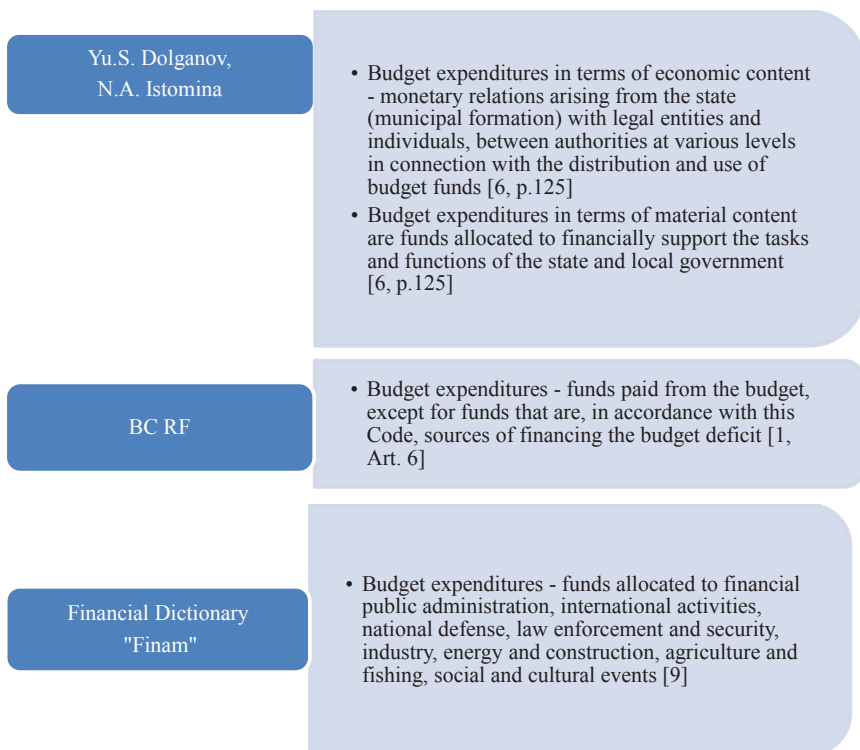 Yu.S. Dolganov,
N.A. Istomina
• Budget expenditures in terms of economic content
- monetary relations arising from the state
(municipal formation) with legal entities and
individuals, between authorities at various levels
in connection with the distribution and use of
budget funds [6, p.125]
• Budget expenditures in terms of material content
are funds allocated to financially support the tasks
and functions of the state and local government
[6, p.125]
BC RF
• Budget expenditures - funds paid from the budget,
except for funds that are, in accordance with this
Code, sources of financing the budget deficit [1,
Art. 6]
Financial Dictionary
"Finam"
• Budget expenditures - funds allocated to financial
public administration, international activities,
national defense, law enforcement and security,
industry, energy and construction, agriculture and
fishing, social and cultural events [9]